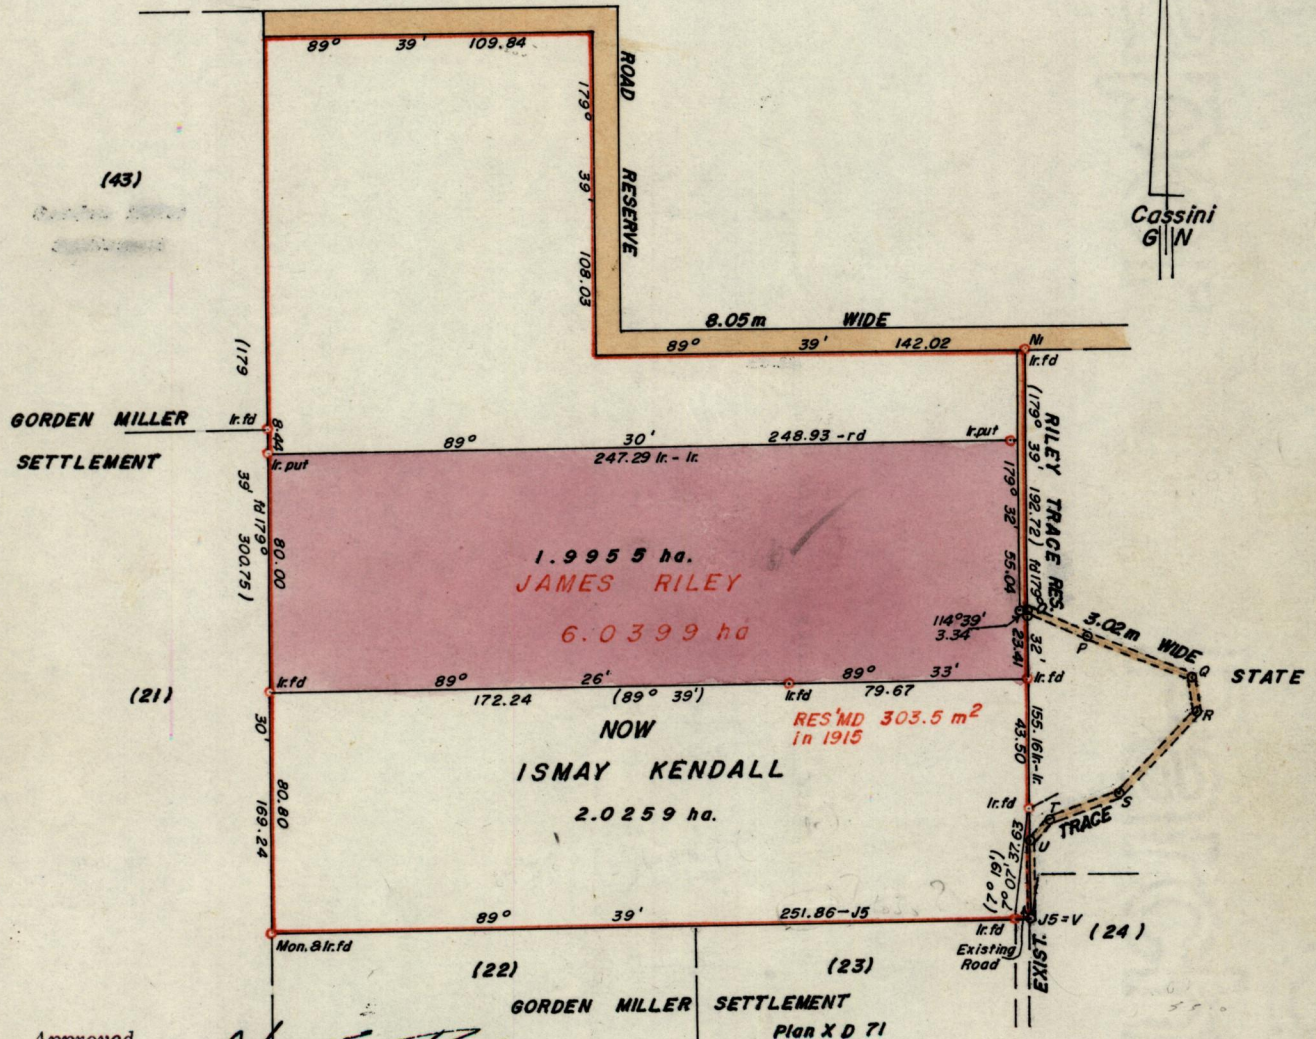 89° 39' 109.84
ROAD RESERVE
179° 39' 108.03
(43)
Cassini
G N
8.05m WIDE
89° 39' 142.02
N1
Ir.fd
(179
GORDEN MILLER
SETTLEMENT
Ir.fd
8.44
Ir.put
89° 30' 248.93 -rd
247.29 Ir.- Ir.
Ir.put
(179° 39' 192.72) fd 179°
32'
RILEY TRACE RES.
179° 32' 55.04
39' fd 179° 80.00
300.75)
1.9955 ha.
JAMES RILEY
6.0399 ha
114°39'
3.34
23.41
O
3.02m WIDE
P
Q
STATE
R
(21)
Ir.fd
89° 26' (89° 39')
172.24
Ir.fd
89° 33'
79.67
Ir.fd
RES'MD 303.5 m²
in 1915
NOW
ISMAY KENDALL
2.0259 ha.
30' 80.80
169.24
155.16 Ir-Ir.
43.50
Ir.fd
S
T
TRACE
U
7° 07' 37.63
(7° 19')
89° 39' 251.86-J5
Mon.&Ir.fd
Ir.fd
J5=V
(24)
Existing
Road
EXIST.
(22)
(23)
GORDEN MILLER SETTLEMENT
Plan X D 71
Approved